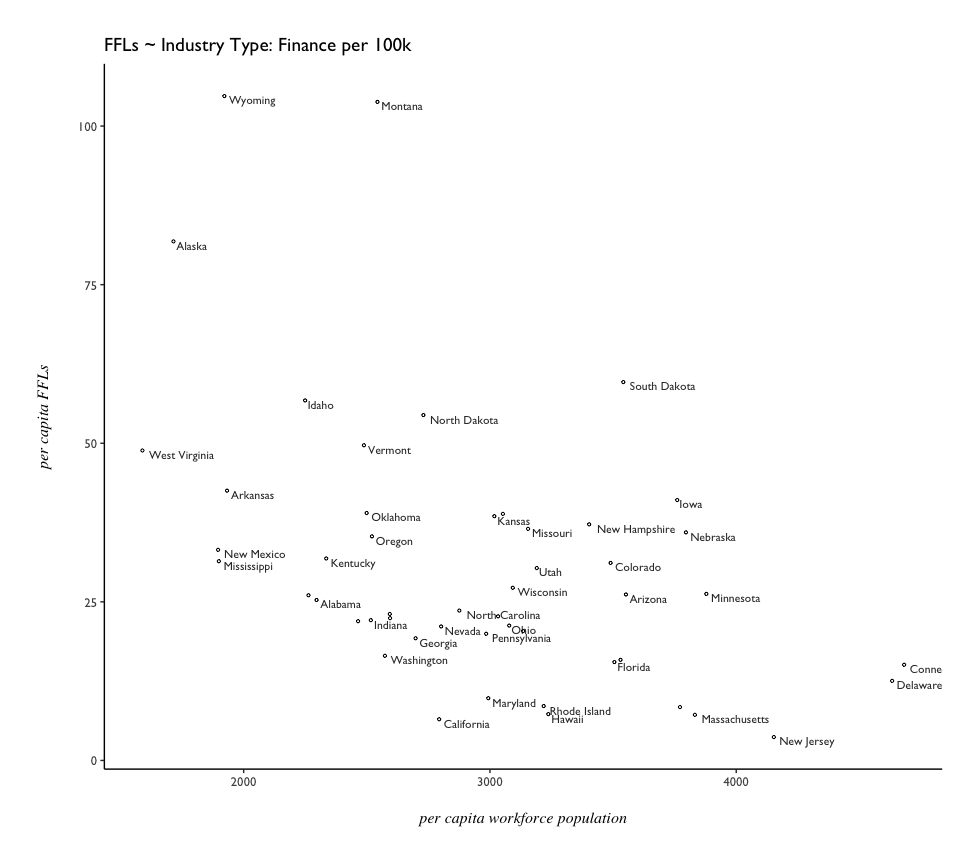 FFLs ~ Industry Type: Finance per 100k
Wyoming
Montana
100
Alaska
75
per capita FFLs
South Dakota
Idaho
North Dakota
50
Vermont
West Virginia
Arkansas
Iowa
Oklahoma
Kansas
New Hampshire
Missouri
Nebraska
Oregon
New Mexico
Kentucky
Mississippi
Colorado
Utah
Wisconsin
Minnesota
Arizona
25
Alabama
North Carolina
Indiana
Ohio
Nevada
Pennsylvania
Georgia
Washington
Florida
Conne
Delaware
Maryland
Rhode Island
Hawaii
Massachusetts
California
New Jersey
0
2000 3000 4000
per capita workforce population